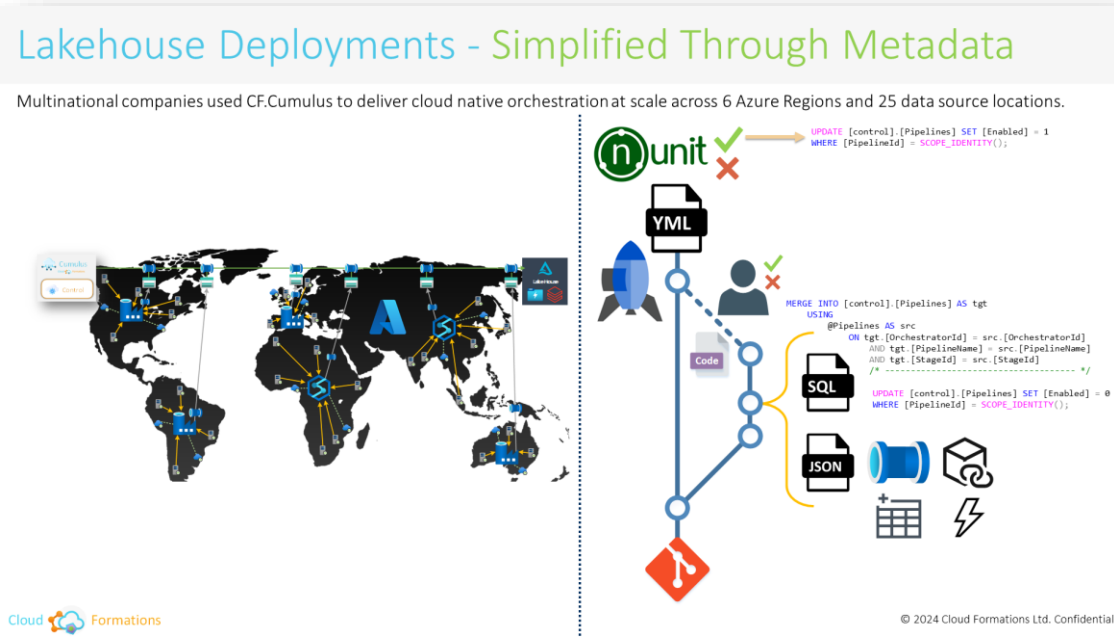 Lakehouse Deployments - Simplified Through Metadata
Multinational companies used CF.Cumulus to deliver cloud native orchestration at scale across 6 Azure Regions and 25 data source locations.
Cumulus
Control
LakeHouse
nunit
UPDATE [control].[Pipelines] SET [Enabled] = 1
WHERE [PipelineId] = SCOPE_IDENTITY();
YML
Code
MERGE INTO [control].[Pipelines] AS tgt
USING
@Pipelines AS src
ON tgt.[OrchestratorId] = src.[OrchestratorId]
AND tgt.[PipelineName] = src.[PipelineName]
AND tgt.[StageId] = src.[StageId]
/* ------------------------------------ */
SQL
UPDATE [control].[Pipelines] SET [Enabled] = 0
WHERE [PipelineId] = SCOPE_IDENTITY();
JSON
Cloud Formations
© 2024 Cloud Formations Ltd. Confidential